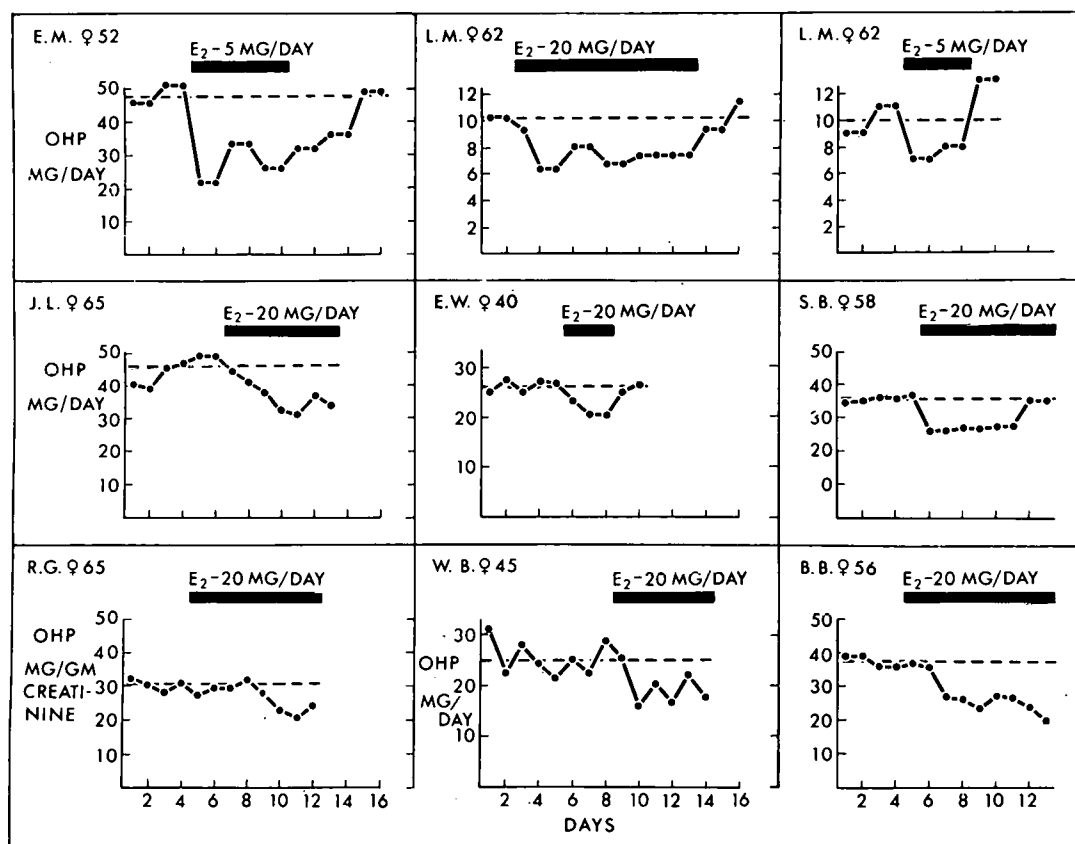 E.M. ♀ 52
E₂-5 MG/DAY
50
40
30
20
10
OHP
MG/DAY
L.M. ♀ 62
E₂-20 MG/DAY
12
10
8
6
4
2
L.M. ♀ 62
E₂-5 MG/DAY
12
10
8
6
4
2
J.L. ♀ 65
E₂-20 MG/DAY
50
40
30
20
10
OHP
MG/DAY
E.W. ♀ 40
E₂-20 MG/DAY
30
20
10
S.B. ♀ 58
E₂-20 MG/DAY
50
40
30
20
0
R.G. ♀ 65
E₂-20 MG/DAY
50
40
30
20
10
OHP
MG/GM
CREATI-
NINE
2 4 6 8 10 12 14 16
W. B. ♀ 45
E₂-20 MG/DAY
30
20
10
OHP
MG/
DAY
2 4 6 8 10 12 14 16
B.B. ♀ 56
E₂-20 MG/DAY
50
40
30
20
10
2 4 6 8 10 12
DAYS